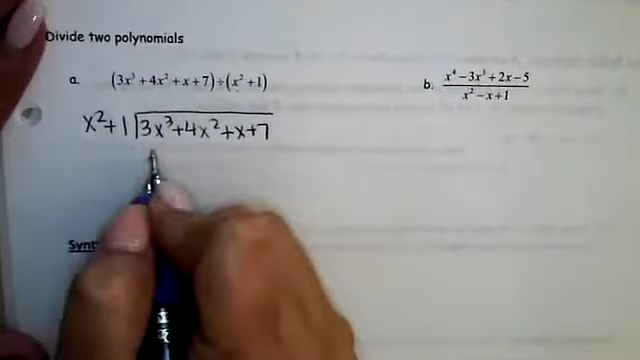 Divide two polynomials
a. (3x³ + 4x² + x + 7) ÷ (x² + 1)
b. x⁴ − 3x³ + 2x − 5
x² − x + 1
x² + 1 3x³ + 4x² + x + 7